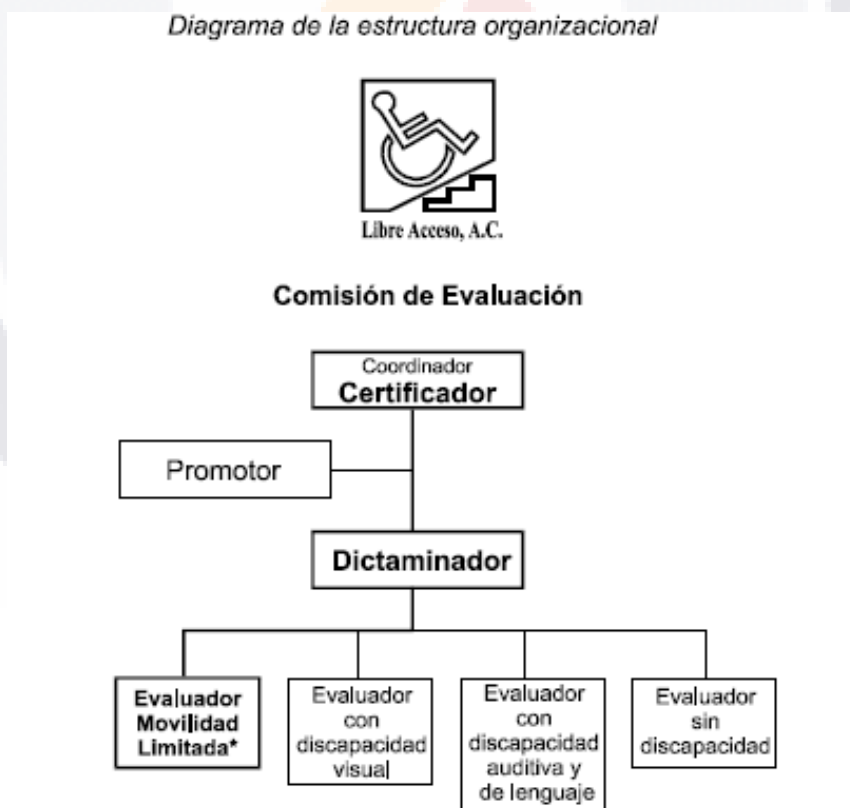 Diagrama de la estructura organizacional
Libre Acceso, A.C.
Comisión de Evaluación
Coordinador
Certificador
Promotor
Dictaminador
Evaluador
Movilidad
Limitada*
Evaluador
con
discapacidad
visual
Evaluador
con
discapacidad
auditiva y
de lenguaje
Evaluador
sin
discapacidad